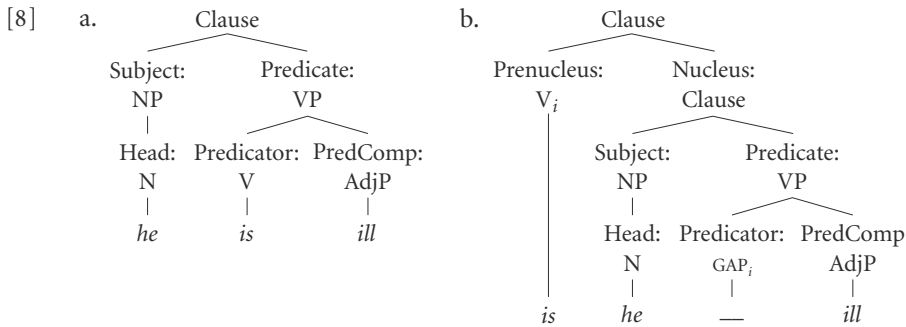 [8] a. Clause b. Clause
Subject: Predicate: Prenucleus: Nucleus:
NP VP Vi Clause
Head: Predicator: PredComp: Subject: Predicate:
N V AdjP NP VP
he is ill Head: Predicator: PredComp
N GAPi AdjP
is he — ill